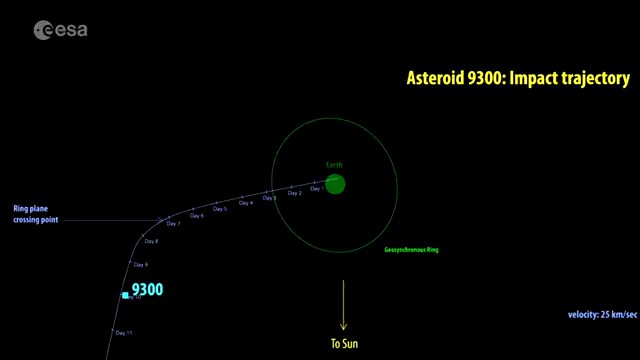 esa
Asteroid 9300: Impact trajectory
Earth
Day 1
Day 2
Day 3
Day 4
Day 5
Day 6
Day 7
Ring plane
crossing point
Day 8
Geosynchronous Ring
Day 9
9300
Day 10
velocity: 25 km/sec
Day 11
To Sun